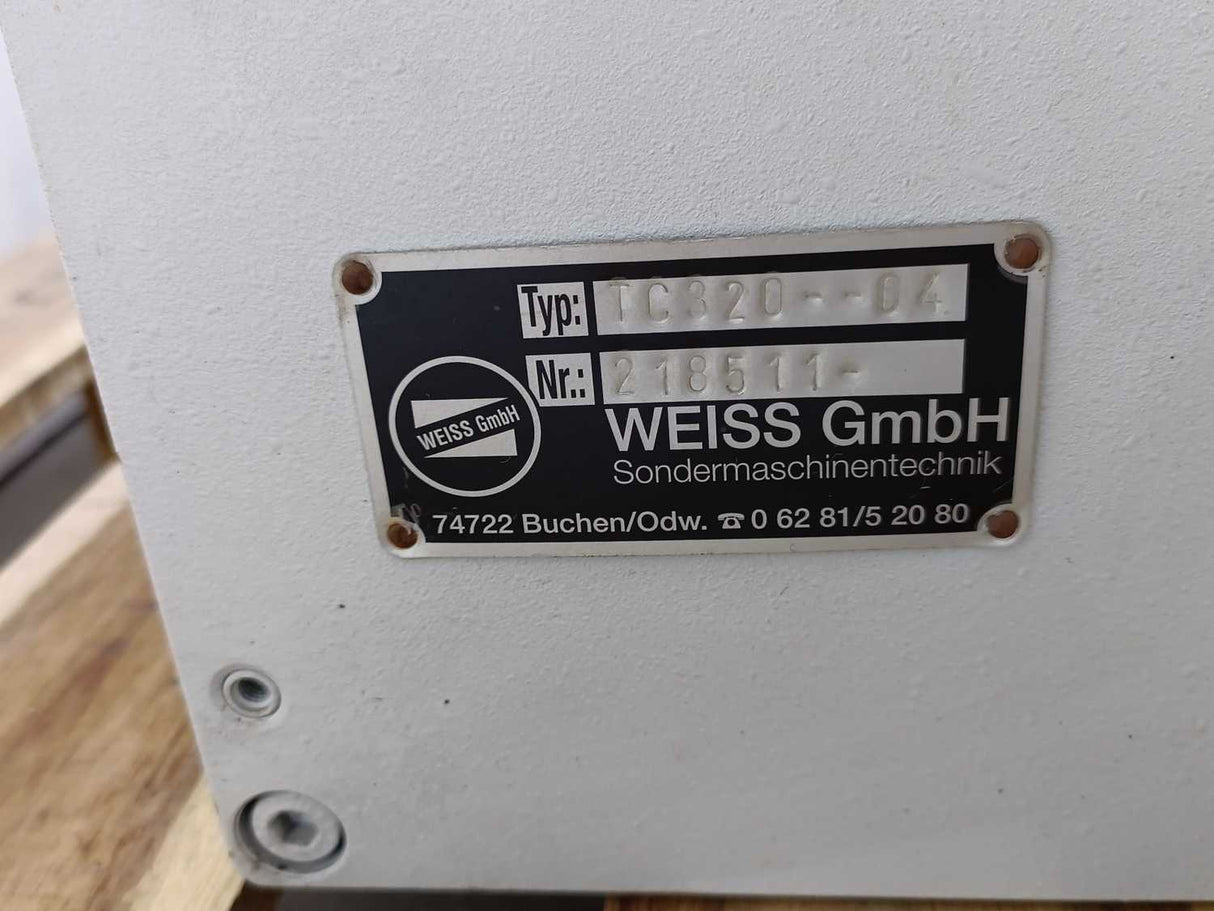 Typ: TC320--04
Nr.: 218511-
WEISS GmbH
WEISS GmbH
Sondermaschinentechnik
74722 Buchen/Odw. ☎ 0 62 81/5 20 80